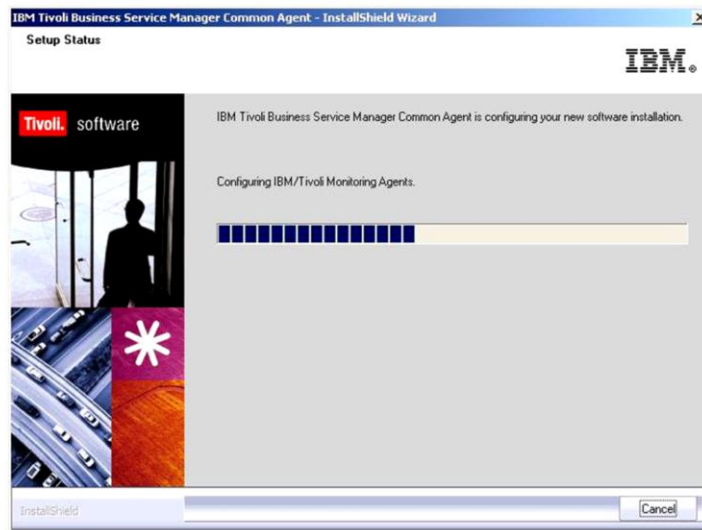 IBM Tivoli Business Service Manager Common Agent - InstallShield Wizard
Setup Status
IBM®
Tivoli. software
IBM Tivoli Business Service Manager Common Agent is configuring your new software installation.
Configuring IBM/Tivoli Monitoring Agents.
InstallShield
Cancel